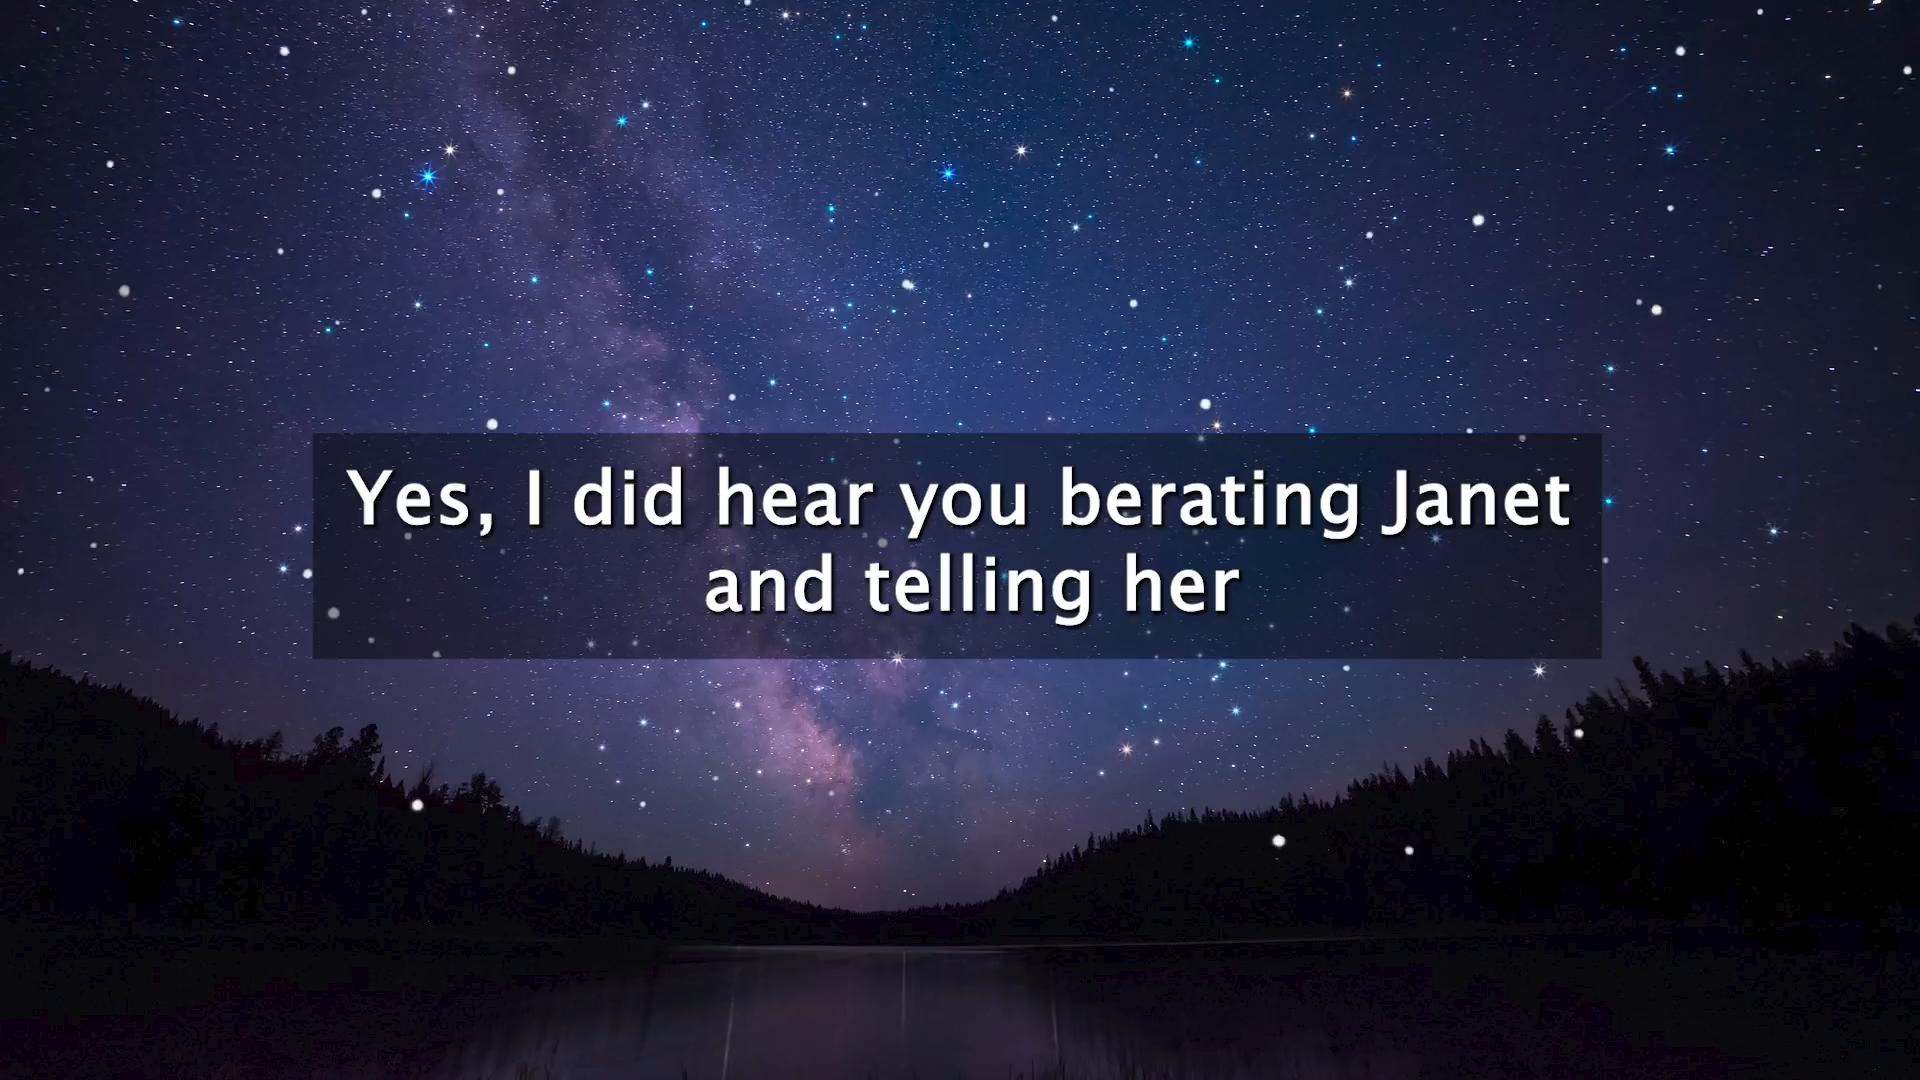 Yes, I did hear you berating Janet
and telling her